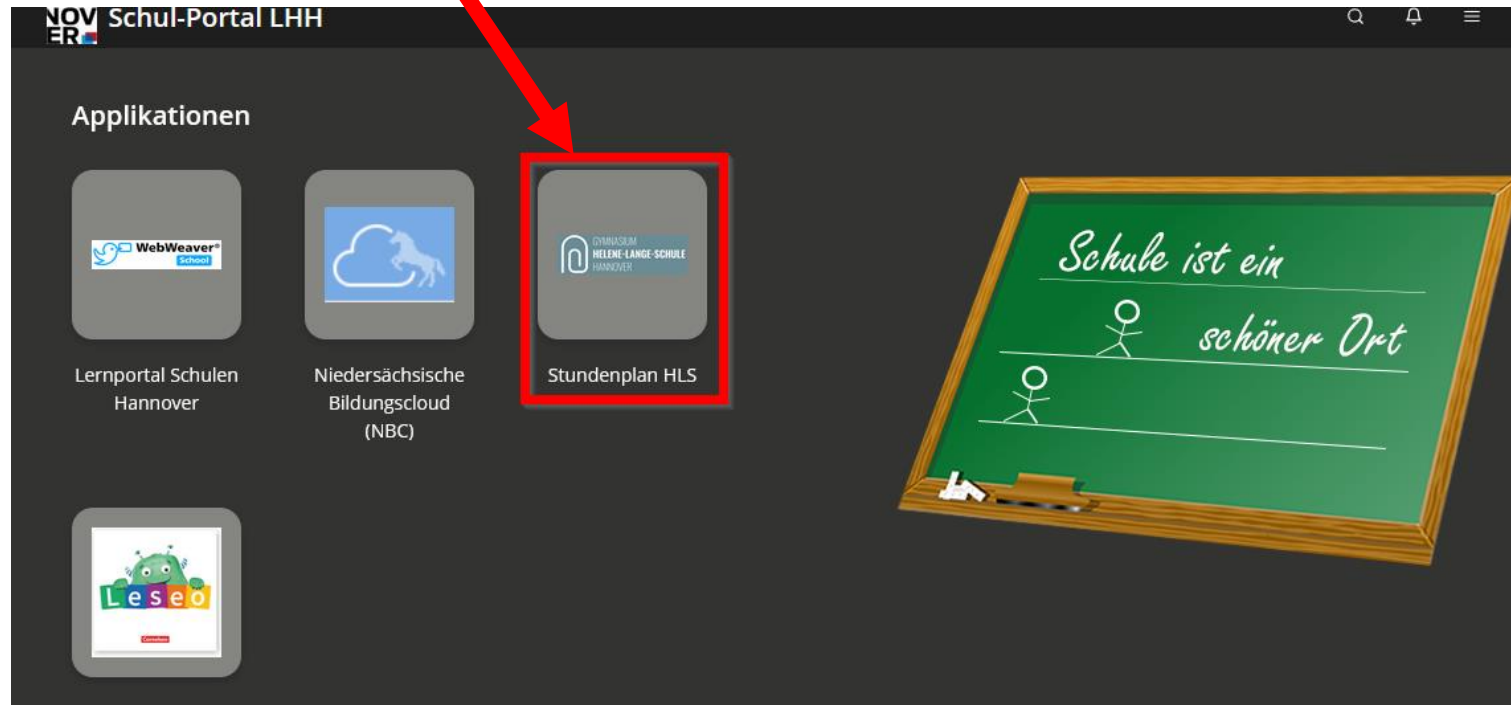 NOV
ER
Schul-Portal LHH
Applikationen
WebWeaver®
School
GYMNASIUM
HELENE-LANGE-SCHULE
HANNOVER
Lernportal Schulen
Hannover
Niedersächsische
Bildungscloud
(NBC)
Stundenplan HLS
Schule ist ein
schöner Ort
Leseo
Cornelsen